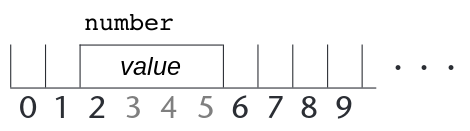 number
value
. . .
0 1 2 3 4 5 6 7 8 9